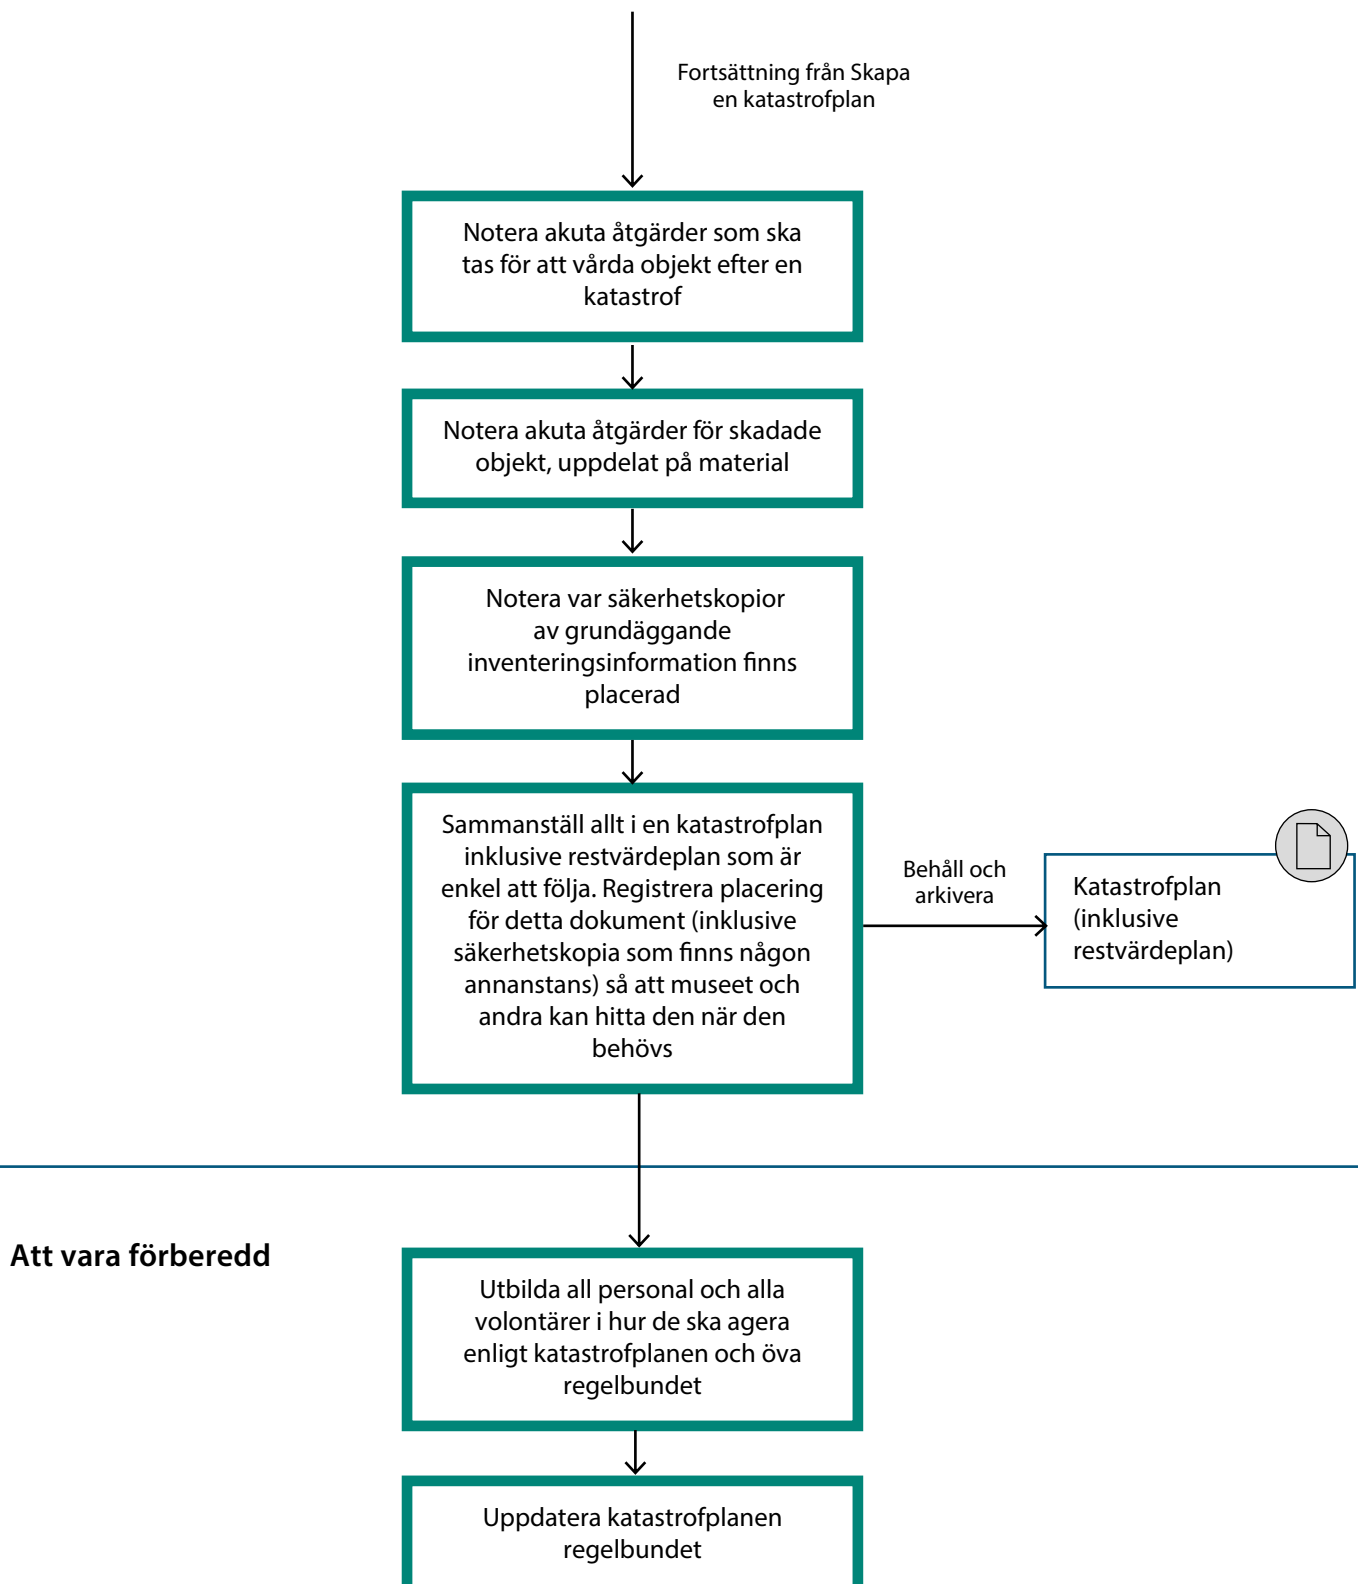 Fortsättning från Skapa
en katastrofplan
Notera akuta åtgärder som ska
tas för att vårda objekt efter en
katastrof
Notera akuta åtgärder för skadade
objekt, uppdelat på material
Notera var säkerhetskopior
av grundäggande
inventeringsinformation finns
placerad
Sammanställ allt i en katastrofplan
inklusive restvärdeplan som är
enkel att följa. Registrera placering
för detta dokument (inklusive
säkerhetskopia som finns någon
annanstans) så att museet och
andra kan hitta den när den
behövs
Behåll och
arkivera
Katastrofplan
(inklusive
restvärdeplan)
Att vara förberedd
Utbilda all personal och alla
volontärer i hur de ska agera
enligt katastrofplanen och öva
regelbundet
Uppdatera katastrofplanen
regelbundet